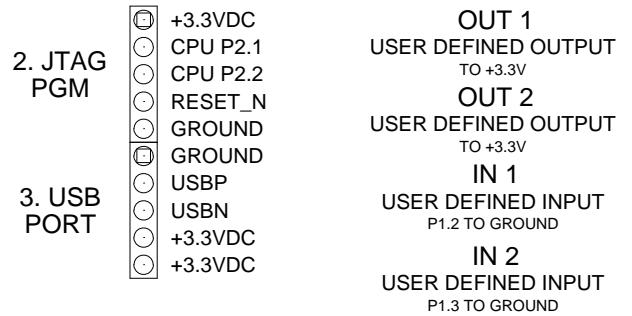 2. JTAG
PGM
+3.3VDC
CPU P2.1
CPU P2.2
RESET_N
GROUND
3. USB
PORT
GROUND
USBP
USBN
+3.3VDC
+3.3VDC
OUT 1
USER DEFINED OUTPUT
TO +3.3V
OUT 2
USER DEFINED OUTPUT
TO +3.3V
IN 1
USER DEFINED INPUT
P1.2 TO GROUND
IN 2
USER DEFINED INPUT
P1.3 TO GROUND